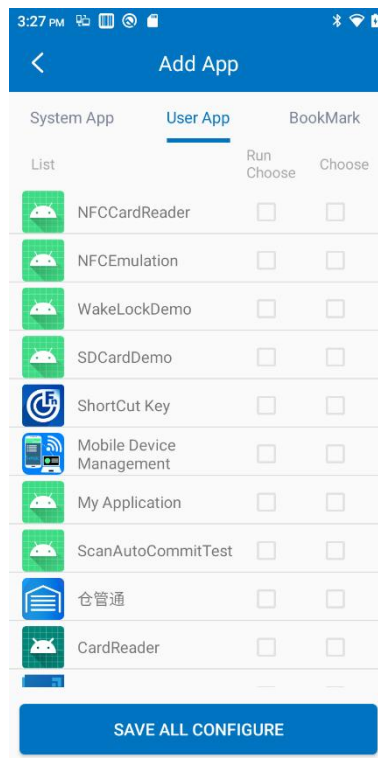 3:27 PM
Add App
System App User App BookMark
List Run Choose Choose
NFCCardReader
NFCEmulation
WakeLockDemo
SDCardDemo
Fn
ShortCut Key
Mobile Device
Management
My Application
ScanAutoCommitTest
仓管通
CardReader
SAVE ALL CONFIGURE